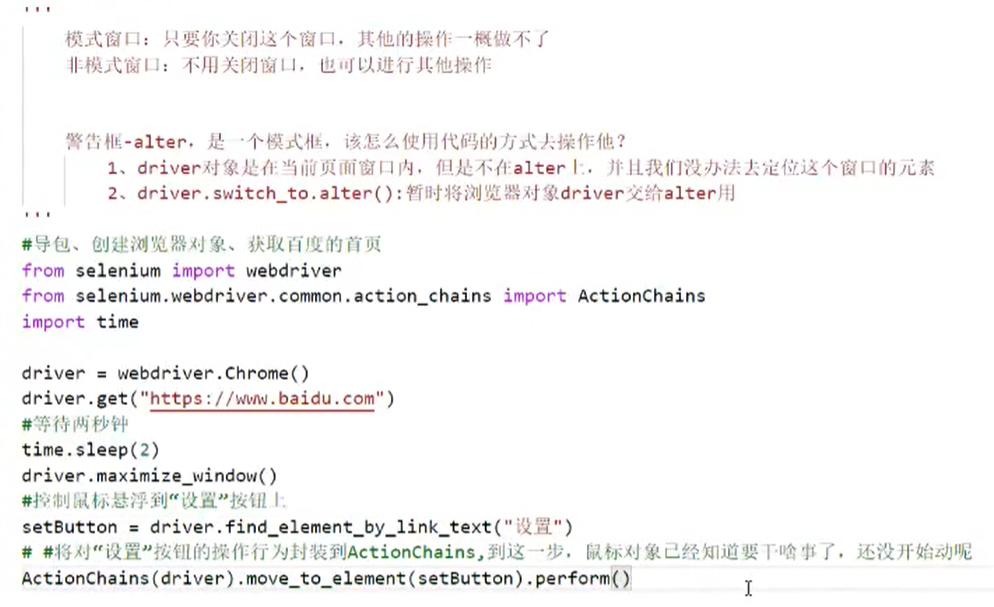 '''
模式窗口：只要你关闭这个窗口，其他的操作一概做不了
非模式窗口：不用关闭窗口，也可以进行其他操作
警告框-alter，是一个模式框，该怎么使用代码的方式去操作他？
1、driver对象是在当前页面窗口内，但是不在alter上，并且我们没办法去定位这个窗口的元素
2、driver.switch_to.alter():暂时将浏览器对象driver交给alter用
'''
#导包、创建浏览器对象、获取百度的首页
from selenium import webdriver
from selenium.webdriver.common.action_chains import ActionChains
import time
driver = webdriver.Chrome()
driver.get("https://www.baidu.com")
#等待两秒钟
time.sleep(2)
driver.maximize_window()
#控制鼠标悬浮到“设置”按钮上
setButton = driver.find_element_by_link_text("设置")
# #将对“设置”按钮的操作行为封装到ActionChains,到这一步，鼠标对象已经知道要干啥事了，还没开始动呢
ActionChains(driver).move_to_element(setButton).perform()